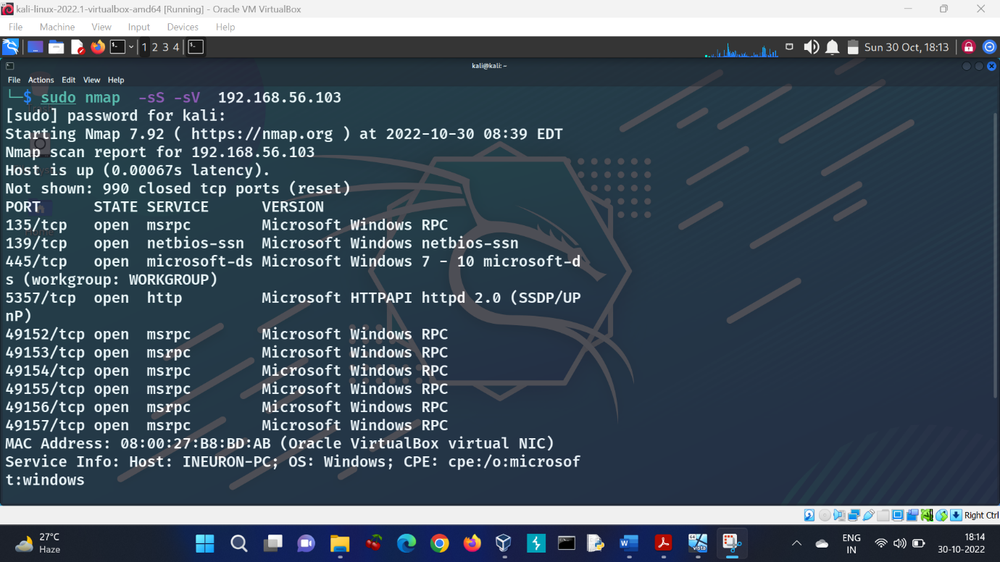 kali-linux-2022.1-virtualbox-amd64 [Running] - Oracle VM VirtualBox
File Machine View Input Devices Help
1 2 3 4
Sun 30 Oct, 18:13
kali@kali: ~
File Actions Edit View Help
└─$ sudo nmap  -sS -sV  192.168.56.103
[sudo] password for kali:
Starting Nmap 7.92 ( https://nmap.org ) at 2022-10-30 08:39 EDT
Nmap scan report for 192.168.56.103
Host is up (0.00067s latency).
Not shown: 990 closed tcp ports (reset)
PORT      STATE SERVICE      VERSION
135/tcp   open  msrpc        Microsoft Windows RPC
139/tcp   open  netbios-ssn  Microsoft Windows netbios-ssn
445/tcp   open  microsoft-ds Microsoft Windows 7 - 10 microsoft-d
s (workgroup: WORKGROUP)
5357/tcp  open  http         Microsoft HTTPAPI httpd 2.0 (SSDP/UP
nP)
49152/tcp open  msrpc        Microsoft Windows RPC
49153/tcp open  msrpc        Microsoft Windows RPC
49154/tcp open  msrpc        Microsoft Windows RPC
49155/tcp open  msrpc        Microsoft Windows RPC
49156/tcp open  msrpc        Microsoft Windows RPC
49157/tcp open  msrpc        Microsoft Windows RPC
MAC Address: 08:00:27:B8:BD:AB (Oracle VirtualBox virtual NIC)
Service Info: Host: INEURON-PC; OS: Windows; CPE: cpe:/o:microsof
t:windows
Right Ctrl
27°C
Haze
64
vista
ENG
IN
18:14
30-10-2022